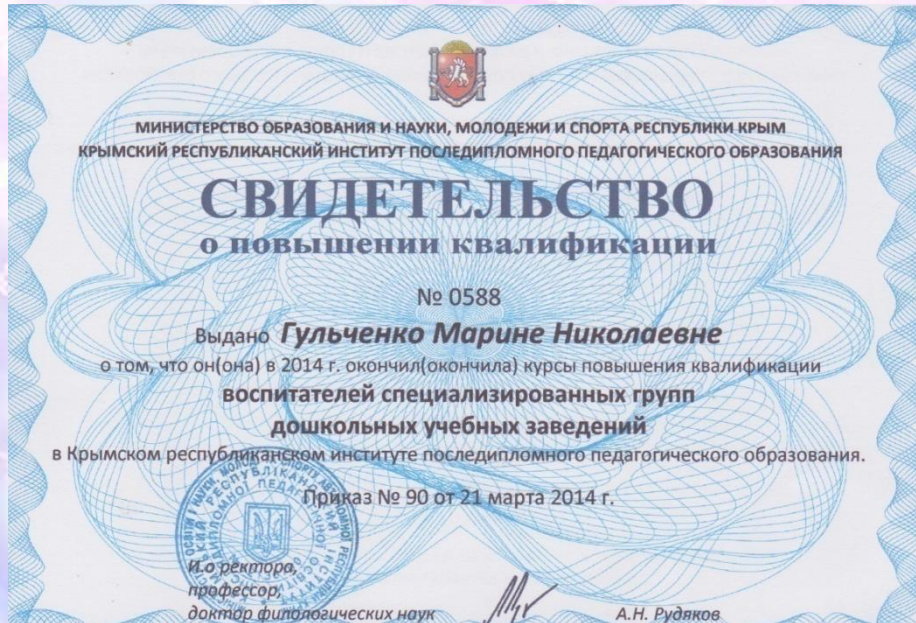 МИНИСТЕРСТВО ОБРАЗОВАНИЯ И НАУКИ, МОЛОДЕЖИ И СПОРТА РЕСПУБЛИКИ КРЫМ
КРЫМСКИЙ РЕСПУБЛИКАНСКИЙ ИНСТИТУТ ПОСЛЕДИПЛОМНОГО ПЕДАГОГИЧЕСКОГО ОБРАЗОВАНИЯ
СВИДЕТЕЛЬСТВО
о повышении квалификации
№ 0588
Выдано Гульченко Марине Николаевне
о том, что он(она) в 2014 г. окончил(окончила) курсы повышения квалификации
воспитателей специализированных групп
дошкольных учебных заведений
в Крымском республиканском институте последипломного педагогического образования.
Приказ № 90 от 21 марта 2014 г.
И.о ректора,
профессор,
доктор филологических наук А.Н. Рудяков